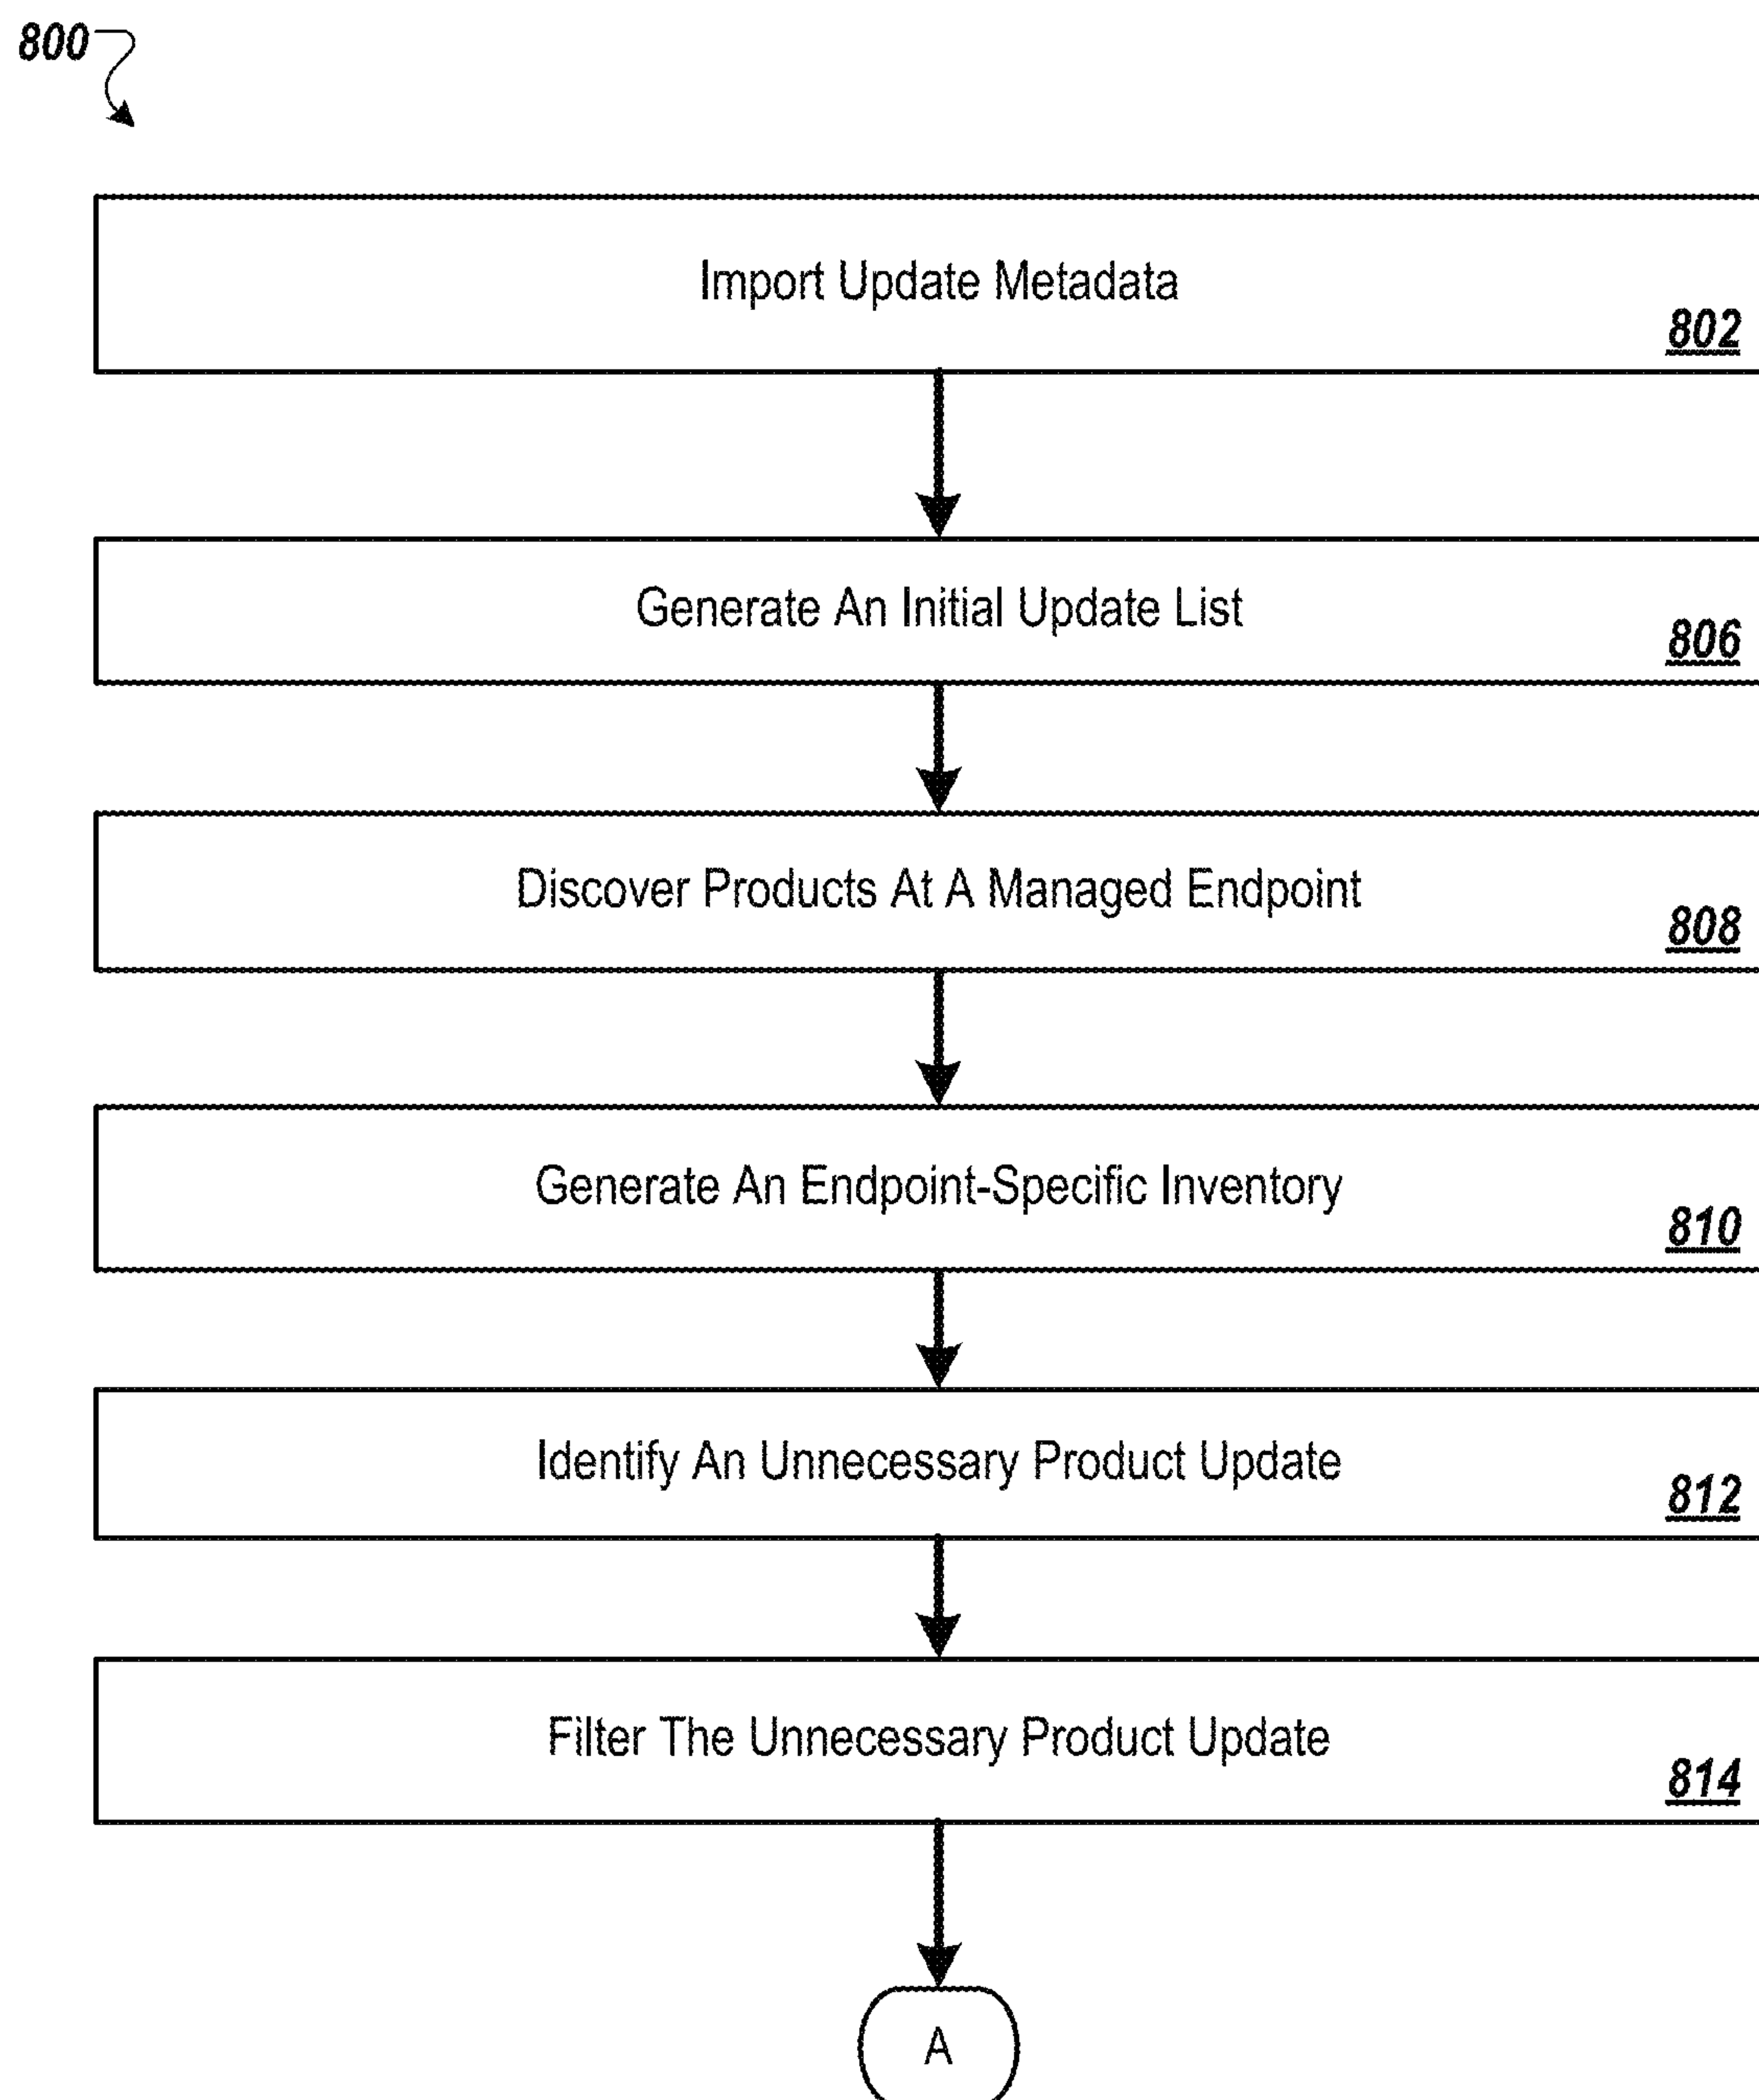 800
Import Update Metadata
802
Generate An Initial Update List
806
Discover Products At A Managed Endpoint
808
Generate An Endpoint-Specific Inventory
810
Identify An Unnecessary Product Update
812
Filter The Unnecessary Product Update
814
A